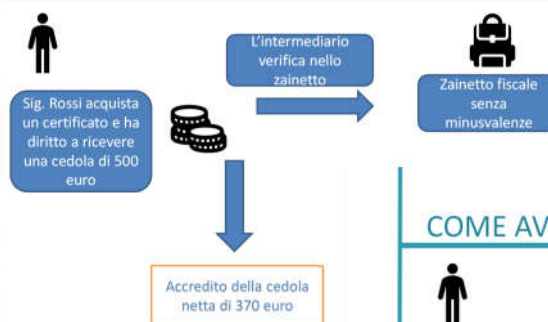 L'intermediario
verifica nello
zainetto
Zainetto fiscale
senza
minusvalenze
Sig. Rossi acquista
un certificato e ha
diritto a ricevere
una cedola di 500
euro
COME AV
Accredito della cedola
netta di 370 euro